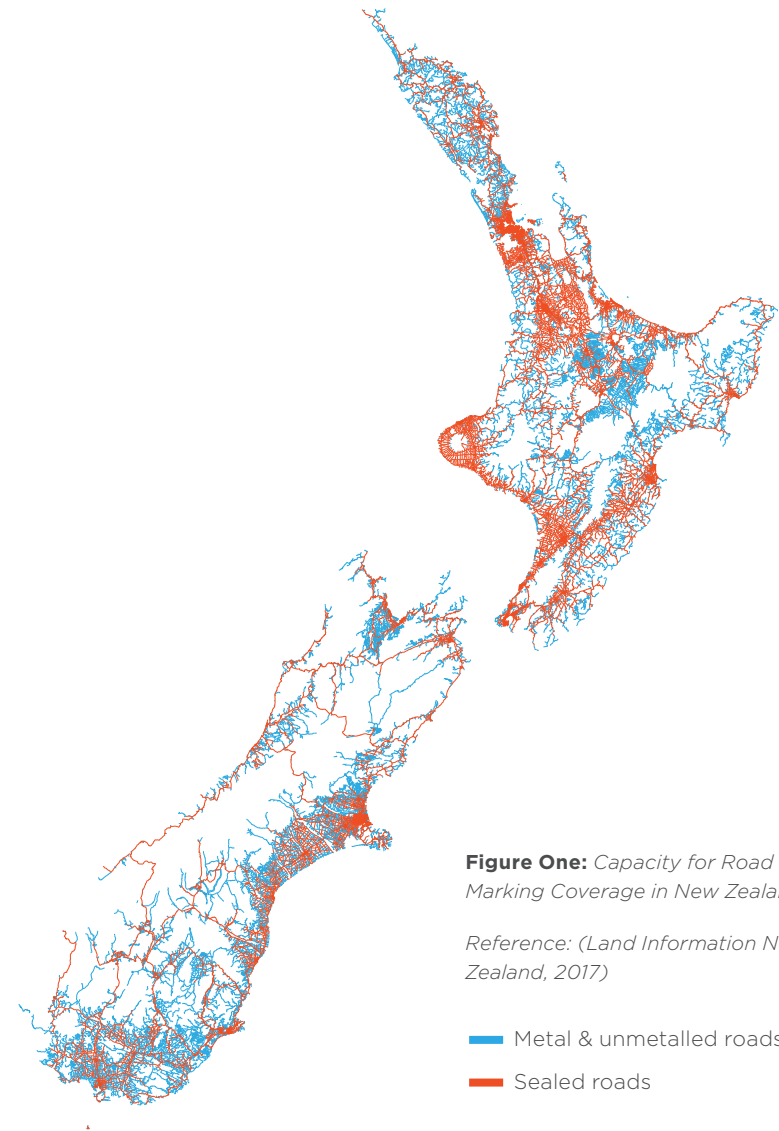 Figure One: Capacity for Road
Marking Coverage in New Zeala
Reference: (Land Information N
Zealand, 2017)
Metal & unmetalled roads
Sealed roads